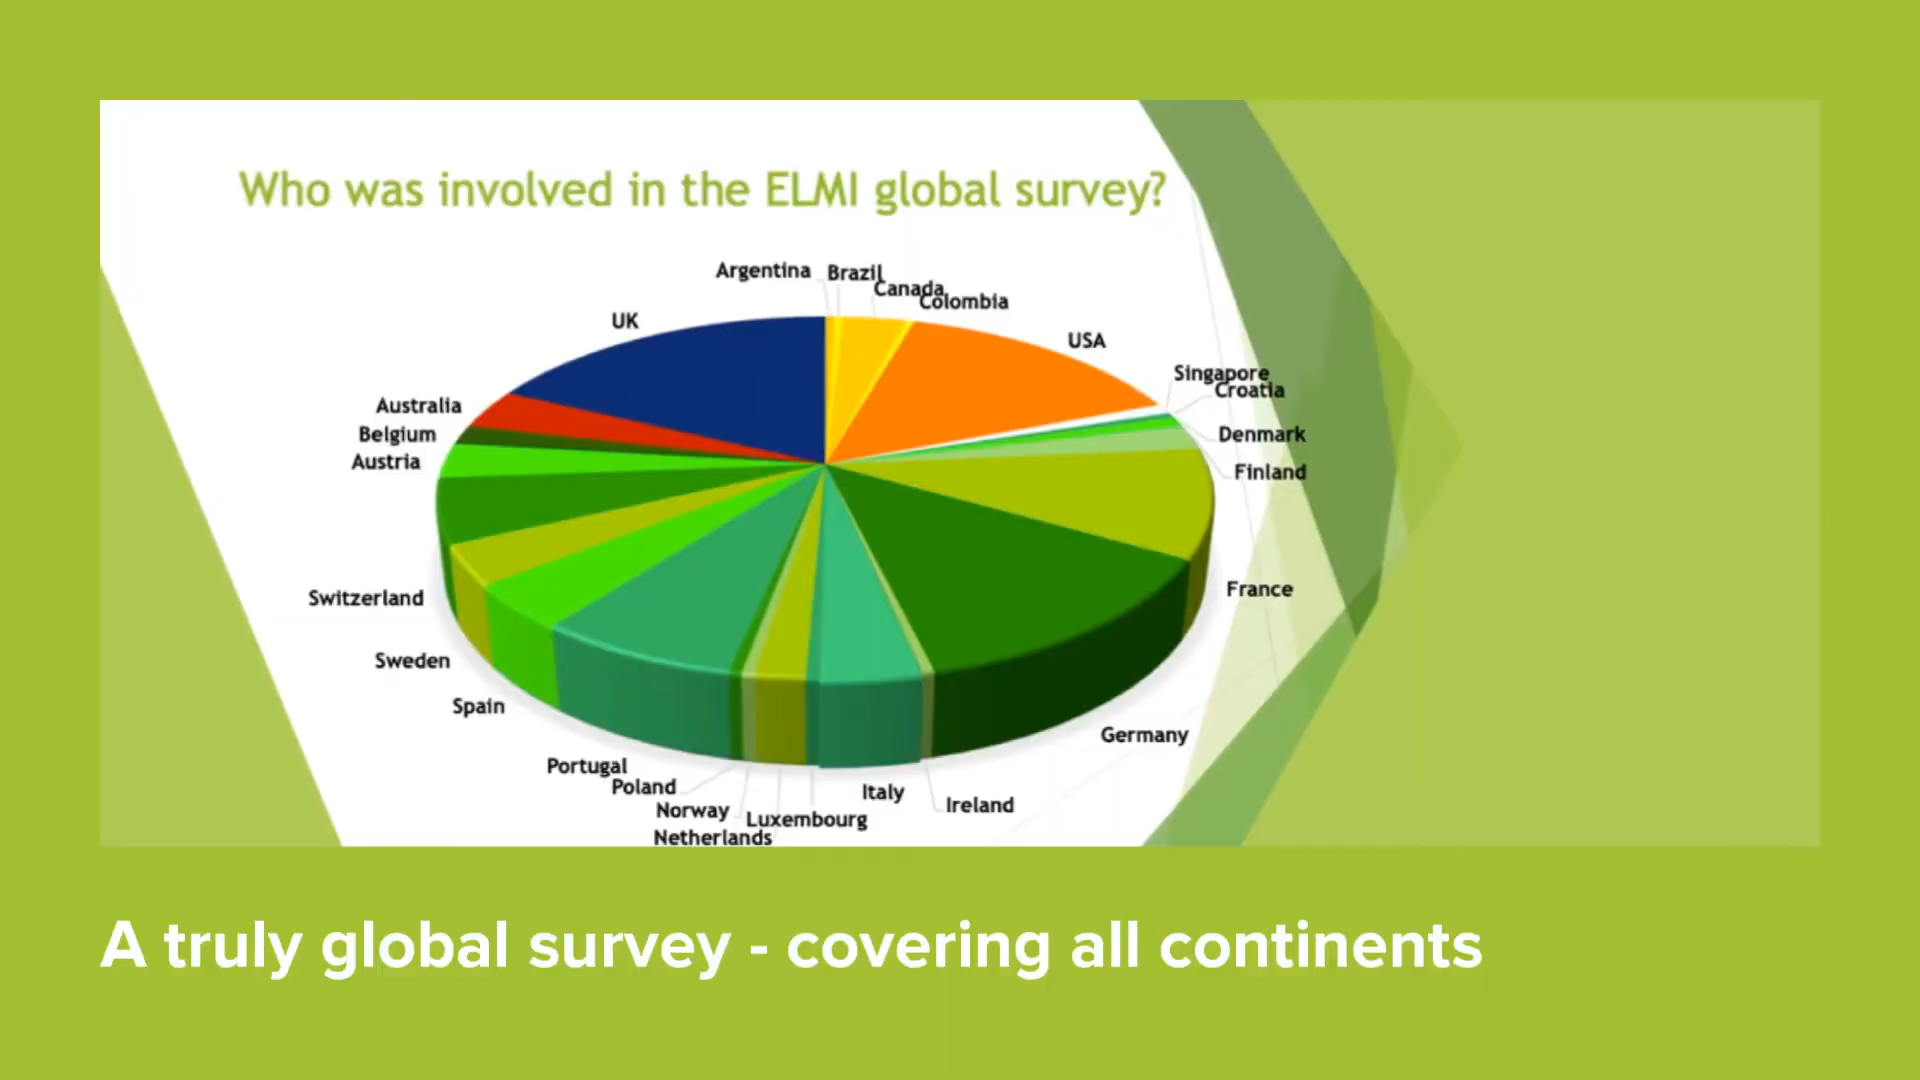 Who was involved in the ELMI global survey?
Argentina
Brazil
Canada
Colombia
UK
USA
Singapore
Croatia
Australia
Belgium
Denmark
Austria
Finland
France
Switzerland
Sweden
Spain
Germany
Portugal
Poland
Italy
Ireland
Norway
Luxembourg
Netherlands
A truly global survey - covering all continents